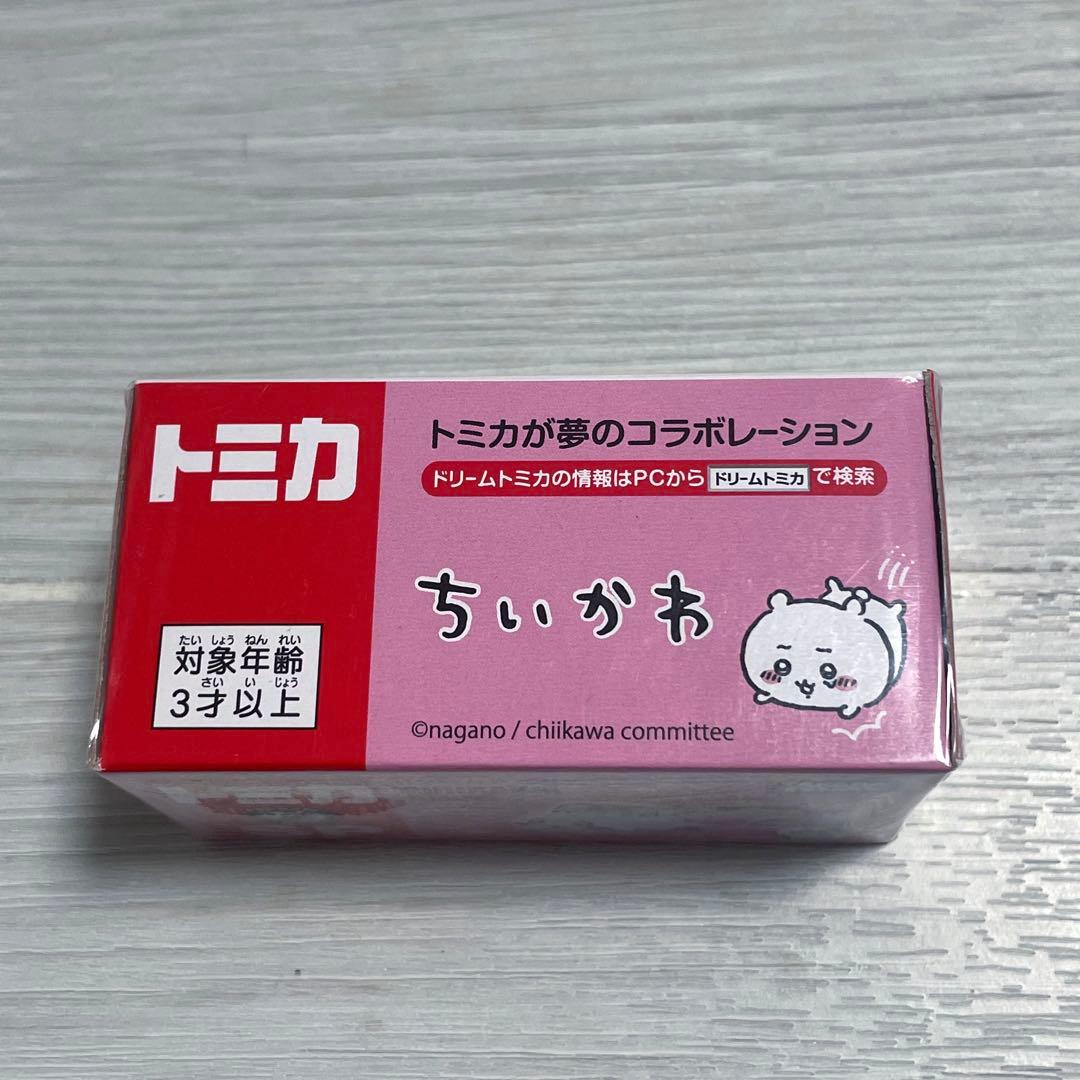 トミカ
トミカが夢のコラボレーション
ドリームトミカの情報はPCから ドリームトミカ で検索
ちいかわ
たい しょう ねん れい
対象年齢
さい い じょう
3才以上
©nagano / chiikawa committee